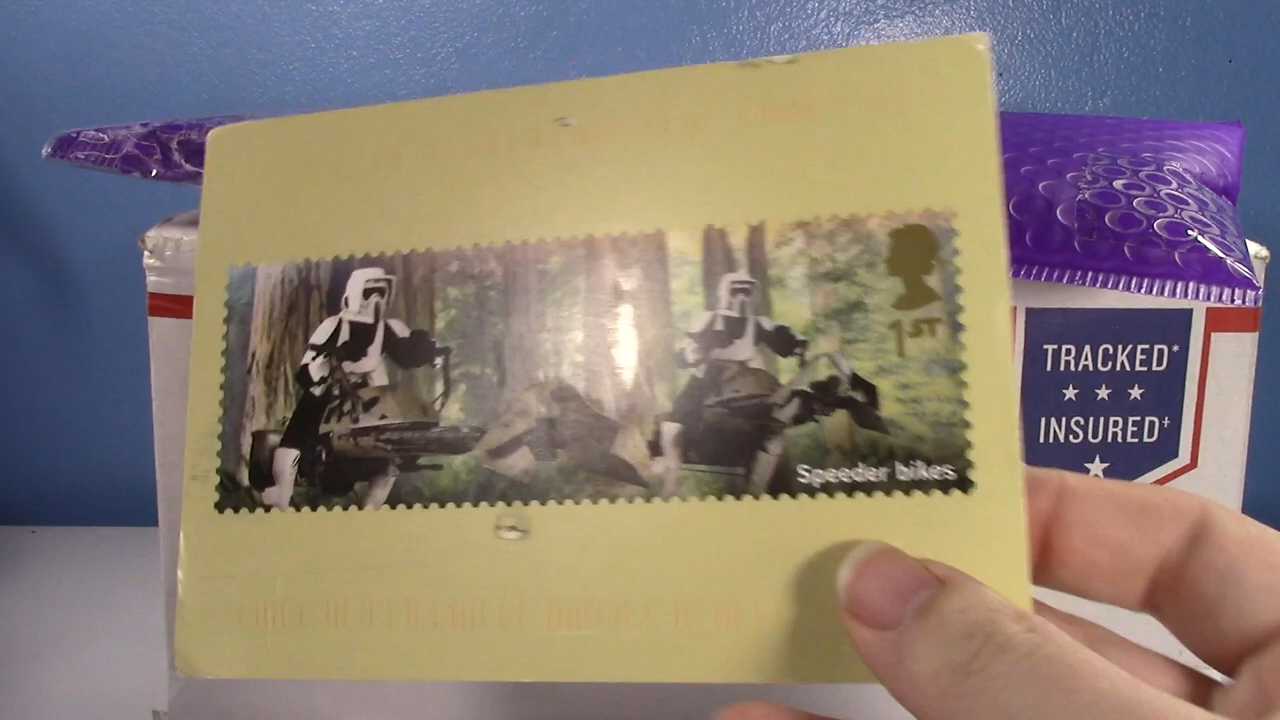 1ST
Speeder bikes
TRACKED*
INSURED†